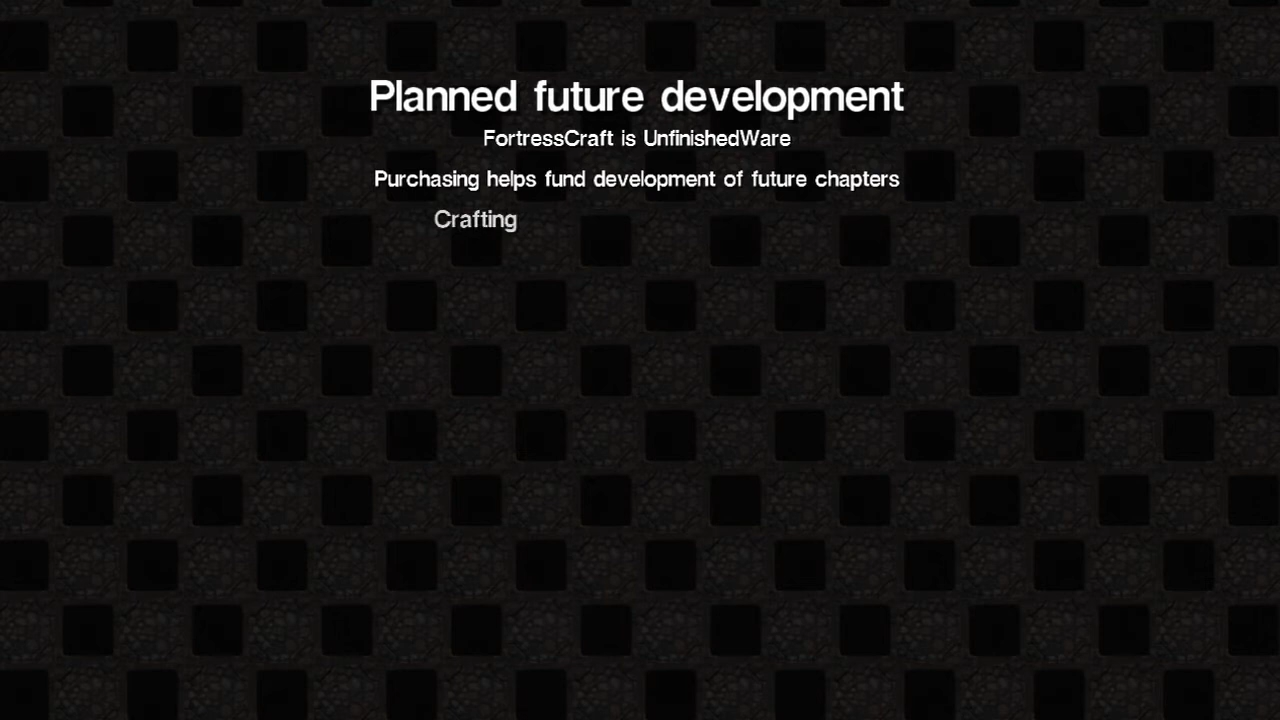 Planned future development
FortressCraft is UnfinishedWare
Purchasing helps fund development of future chapters
Crafting